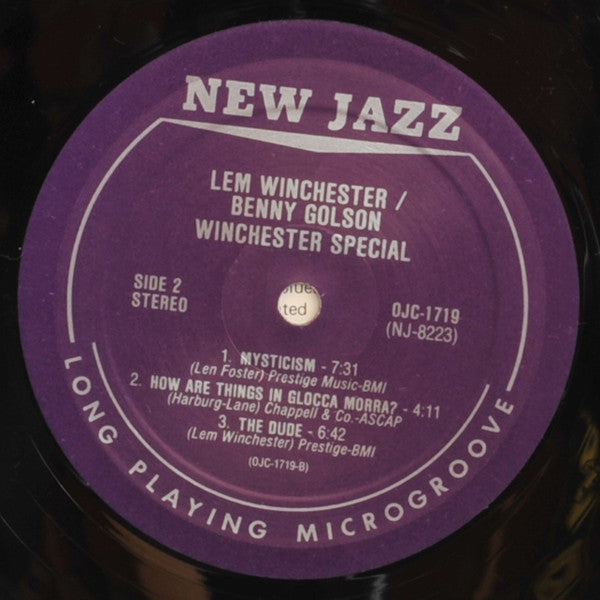 NEW JAZZ
LEM WINCHESTER /
BENNY GOLSON
WINCHESTER SPECIAL
SIDE 2
STEREO
OJC-1719
(NJ-8223)
ted
1. MYSTICISM - 7:31
(Len Foster) Prestige Music-BMI
2. HOW ARE THINGS IN GLOCCA MORRA? - 4:11
(Harburg-Lane) Chappell & Co.-ASCAP
3. THE DUDE - 6:42
(Lem Winchester) Prestige-BMI
(OJC-1719-B)
LONG PLAYING MICROGROOVE